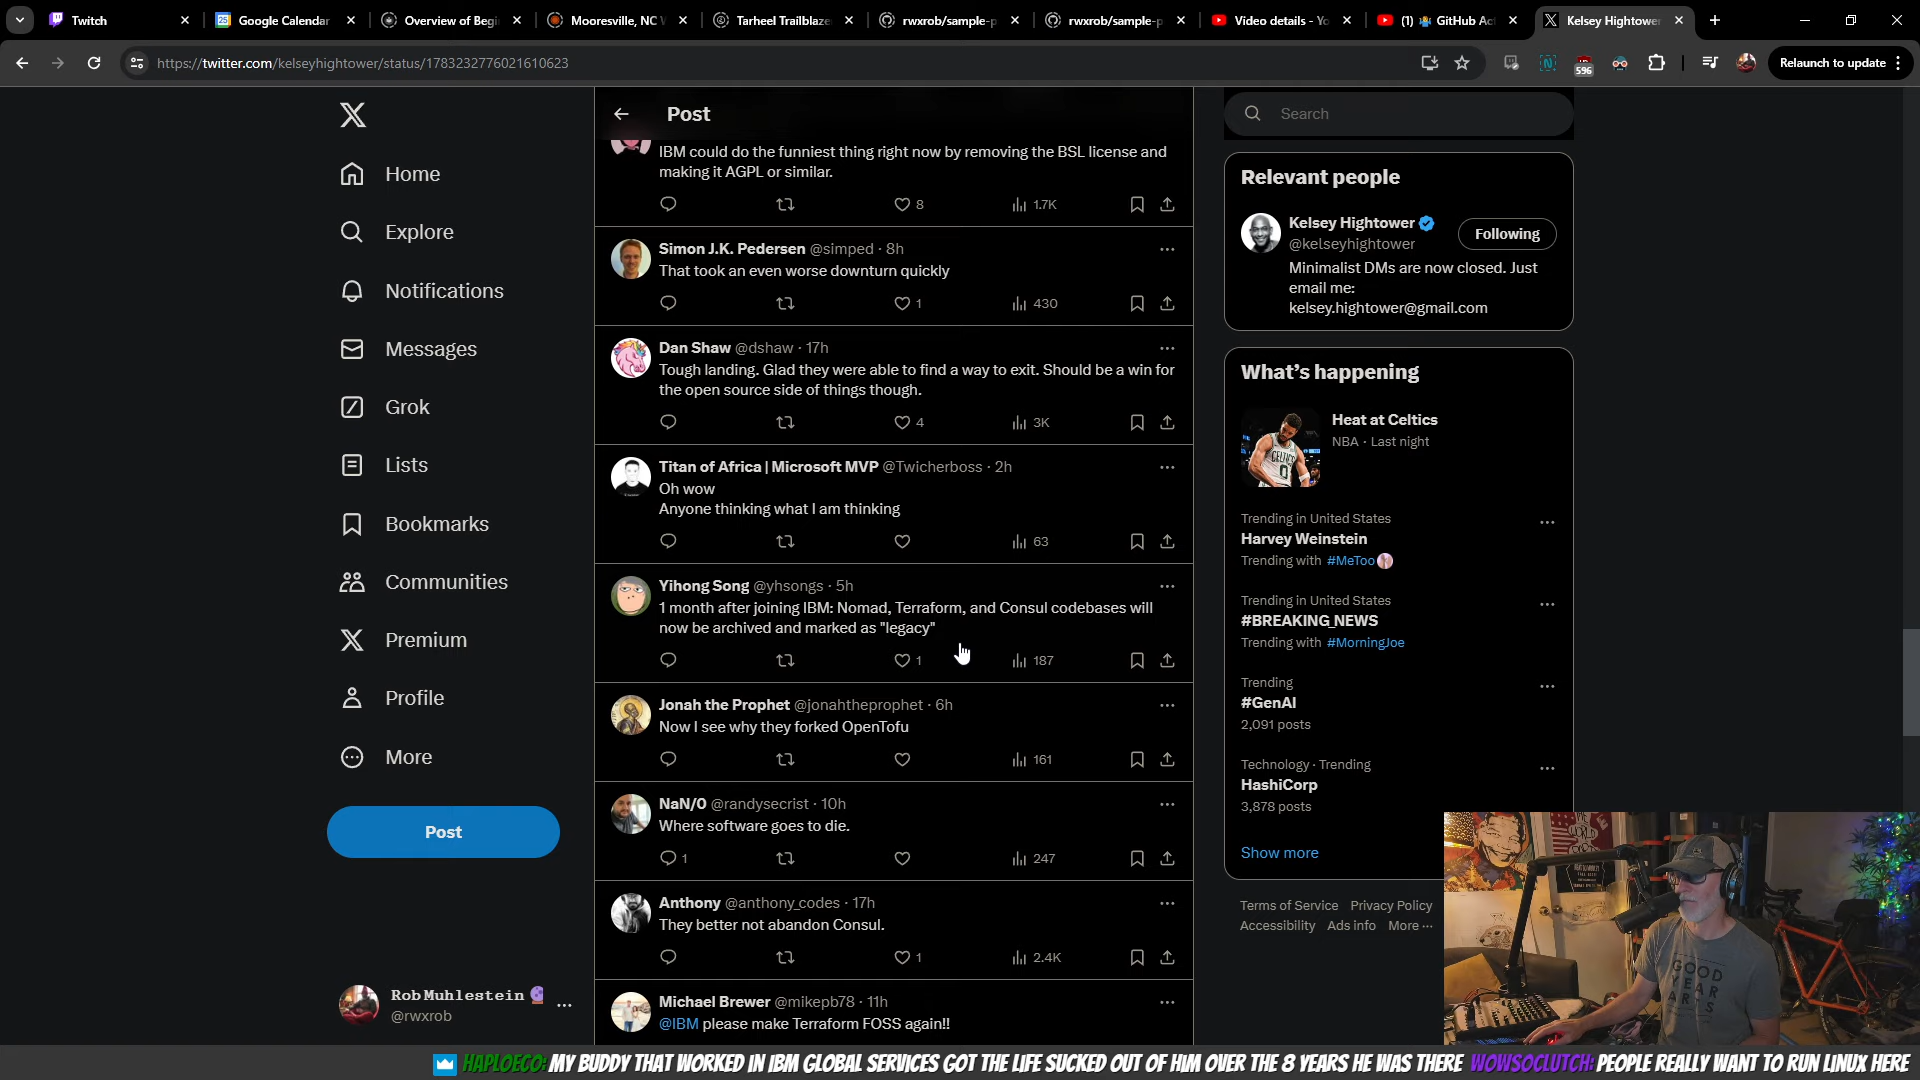 Twitch
Google Calendar
Overview of Begi
Mooresville, NC
Tarheel Trailblaze
rwxrob/sample-p
rwxrob/sample-p
Video details - Yo
(1) GitHub Ac
Kelsey Hightower
https://twitter.com/kelseyhightower/status/1783232776021610623
596
Relaunch to update
Home
Explore
Notifications
Messages
Grok
Lists
Bookmarks
Communities
Premium
Profile
More
Post
Rob Muhlestein
@rwxrob
Post
IBM could do the funniest thing right now by removing the BSL license and
making it AGPL or similar.
8 1.7K
Simon J.K. Pedersen @simped · 8h
That took an even worse downturn quickly
1 430
Dan Shaw @dshaw · 17h
Tough landing. Glad they were able to find a way to exit. Should be a win for
the open source side of things though.
4 3K
Titan of Africa | Microsoft MVP @Twicherboss · 2h
Oh wow
Anyone thinking what I am thinking
63
Yihong Song @yhsongs · 5h
1 month after joining IBM: Nomad, Terraform, and Consul codebases will
now be archived and marked as "legacy"
1 187
Jonah the Prophet @jonahtheprophet · 6h
Now I see why they forked OpenTofu
161
NaN/0 @randysecrist · 10h
Where software goes to die.
1 247
Anthony @anthony_codes · 17h
They better not abandon Consul.
1 2.4K
Michael Brewer @mikepb78 · 11h
@IBM please make Terraform FOSS again!!
Search
Relevant people
Kelsey Hightower
@kelseyhightower
Following
Minimalist DMs are now closed. Just
email me:
kelsey.hightower@gmail.com
What's happening
Heat at Celtics
NBA · Last night
Trending in United States
Harvey Weinstein
Trending with #MeToo
Trending in United States
#BREAKING_NEWS
Trending with #MorningJoe
Trending
#GenAI
2,091 posts
Technology · Trending
HashiCorp
3,878 posts
Show more
Terms of Service Privacy Policy
Accessibility Ads info More ···
GOOD
YEAR
ARTS
HAPLOECO: MY BUDDY THAT WORKED IN IBM GLOBAL SERVICES GOT THE LIFE SUCKED OUT OF HIM OVER THE 8 YEARS HE WAS THERE WOWSOCLUTCH: PEOPLE REALLY WANT TO RUN LINUX HERE